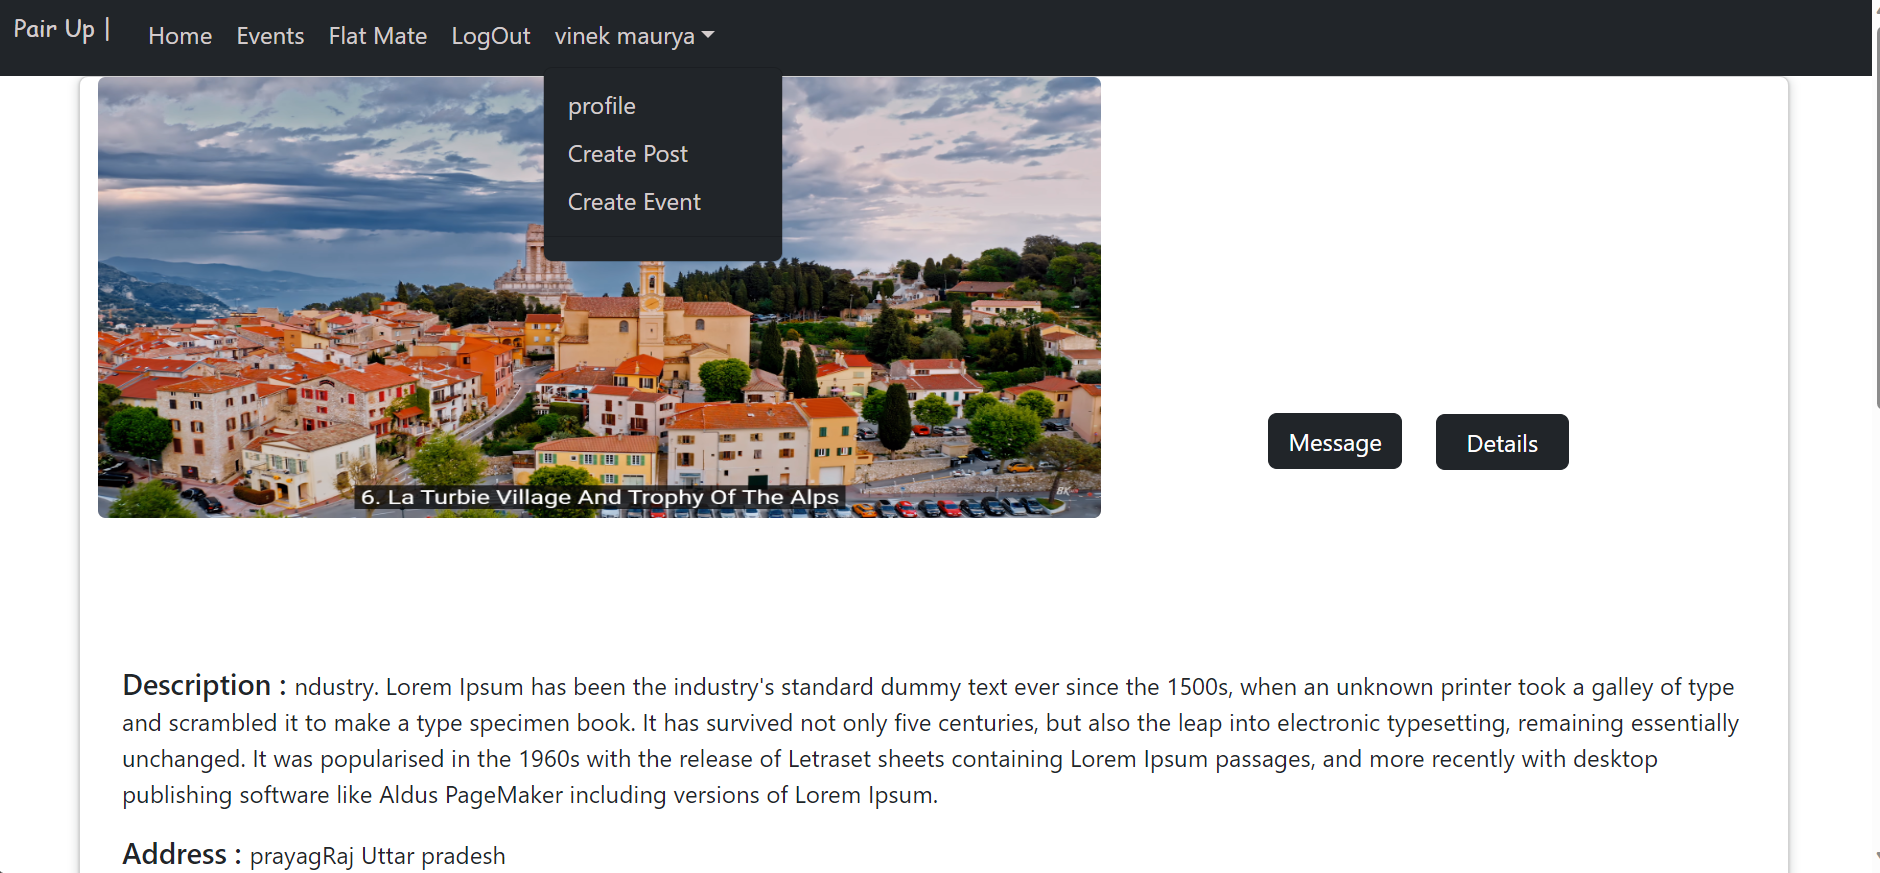 Pair Up |
Home Events Flat Mate LogOut vinek maurya
profile
Create Post
Create Event
6. La Turbie Village And Trophy Of The Alps
BK
Message Details
Description : ndustry. Lorem Ipsum has been the industry's standard dummy text ever since the 1500s, when an unknown printer took a galley of type
and scrambled it to make a type specimen book. It has survived not only five centuries, but also the leap into electronic typesetting, remaining essentially
unchanged. It was popularised in the 1960s with the release of Letraset sheets containing Lorem Ipsum passages, and more recently with desktop
publishing software like Aldus PageMaker including versions of Lorem Ipsum.
Address : prayagRaj Uttar pradesh